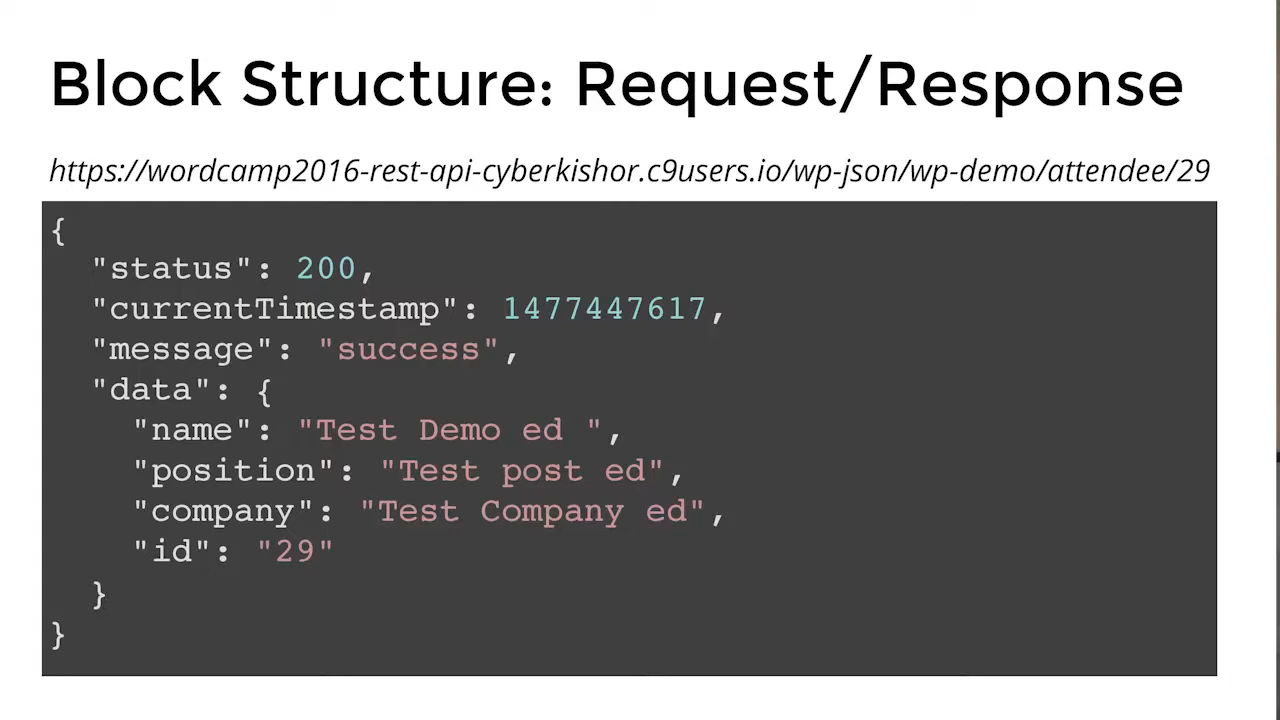 Block Structure: Request/Response
https://wordcamp2016-rest-api-cyberkishor.c9users.io/wp-json/wp-demo/attendee/29
{
  "status": 200,
  "currentTimestamp": 1477447617,
  "message": "success",
  "data": {
    "name": "Test Demo ed ",
    "position": "Test post ed",
    "company": "Test Company ed",
    "id": "29"
  }
}